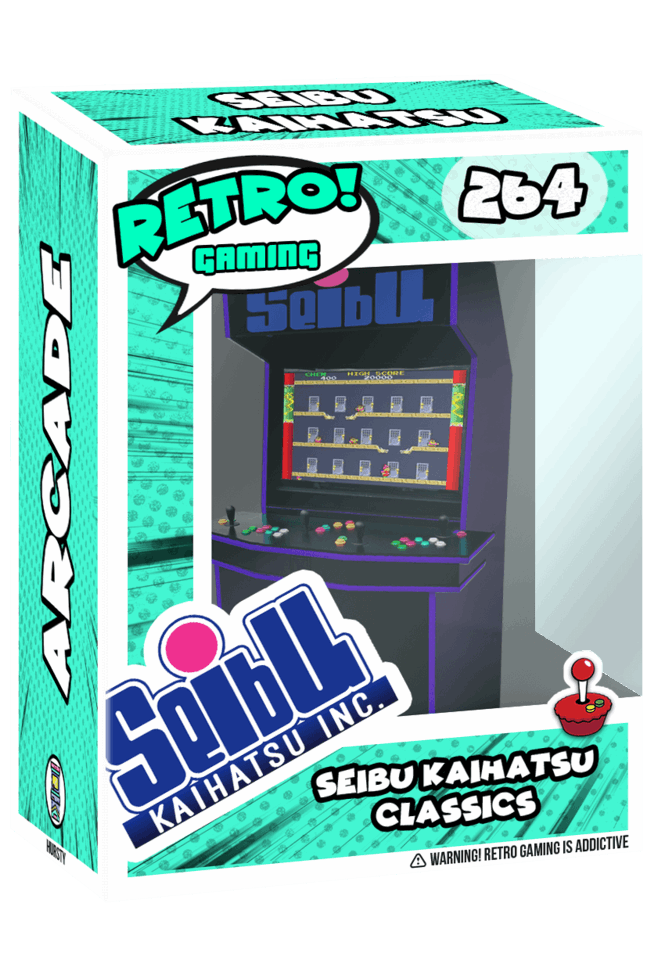 SEIBU
KAIHATSU
RETRO!
GAMING
264
ARCADE
SeibU
CHEW HIGH SCORE
400 20000
SeibU
KAIHATSU INC.
SEIBU KAIHATSU
CLASSICS
WARNING! RETRO GAMING IS ADDICTIVE
HURSTY